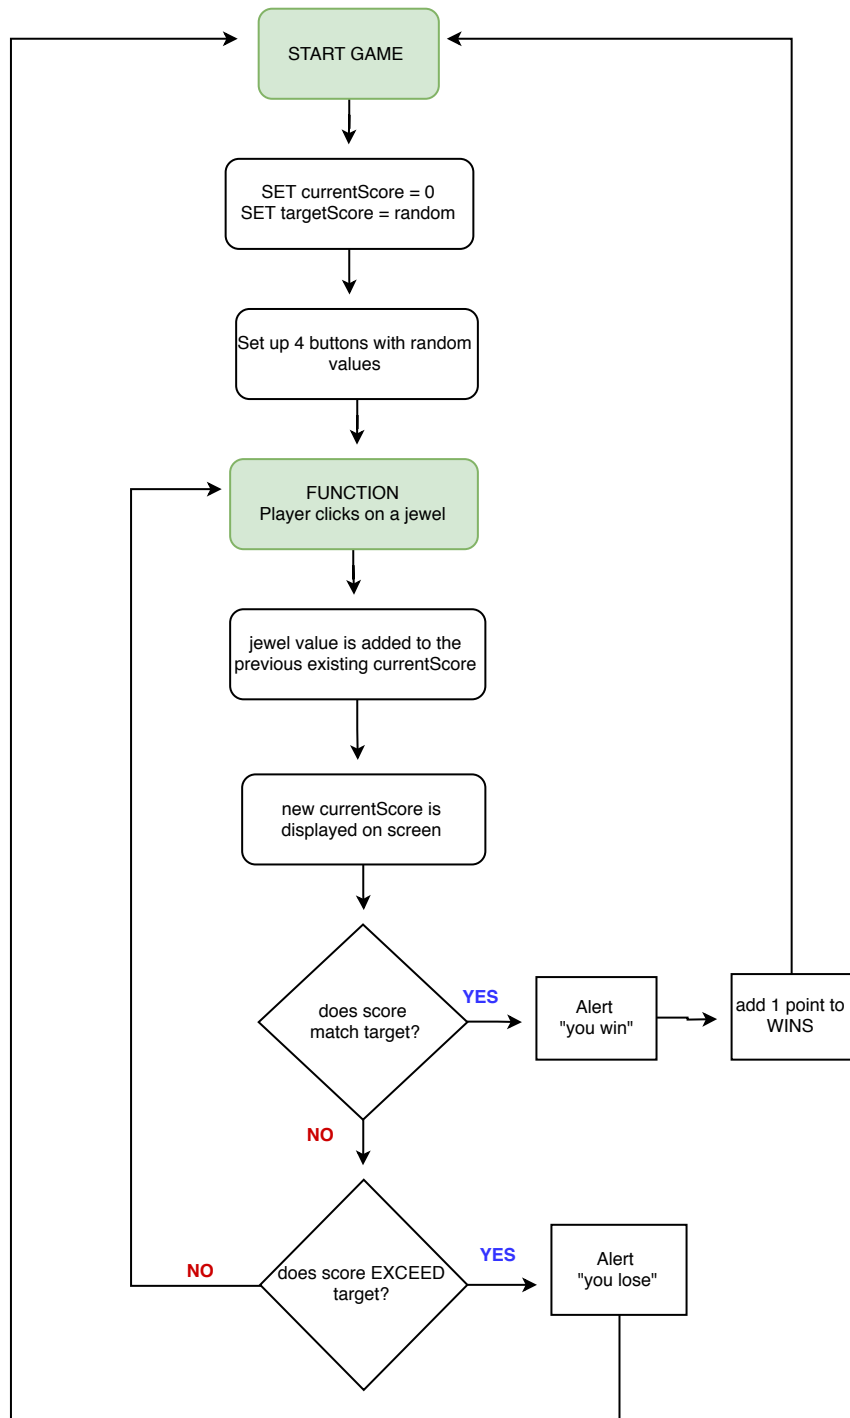 START GAME
SET currentScore = 0
SET targetScore = random
Set up 4 buttons with random
values
FUNCTION
Player clicks on a jewel
jewel value is added to the
previous existing currentScore
new currentScore is
displayed on screen
does score
match target?
YES
Alert
"you win"
add 1 point to
WINS
NO
does score EXCEED
target?
YES
Alert
"you lose"
NO